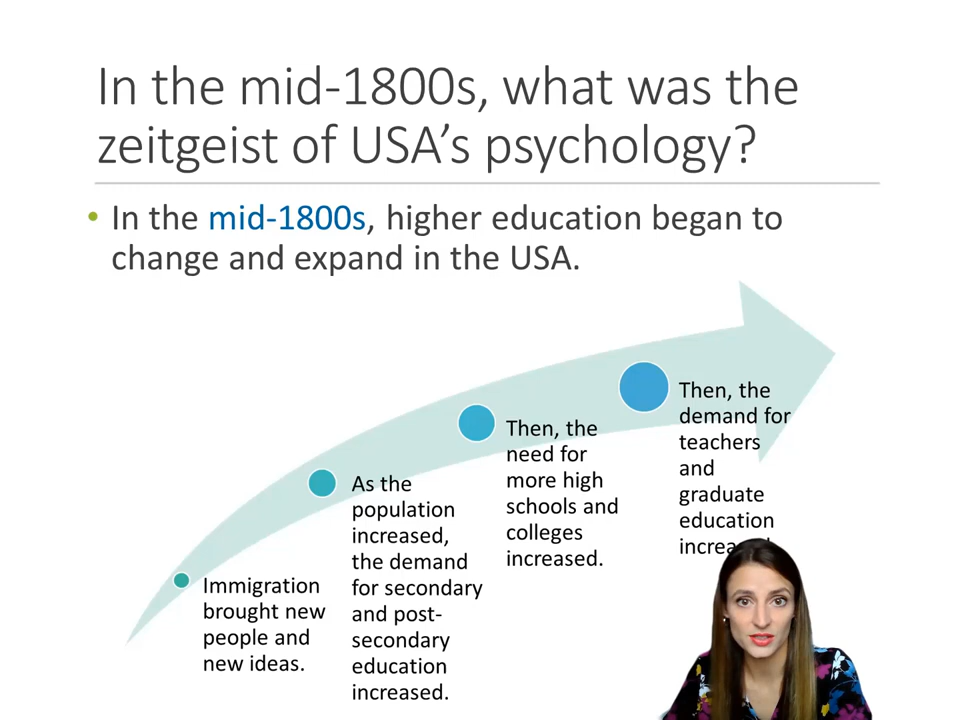 In the mid-1800s, what was the
zeitgeist of USA's psychology?
• In the mid-1800s, higher education began to
change and expand in the USA.
Immigration
brought new
people and
new ideas.
As the
population
increased,
the demand
for secondary
and post-
secondary
education
increased.
Then, the
need for
more high
schools and
colleges
increased.
Then, the
demand for
teachers
and
graduate
education